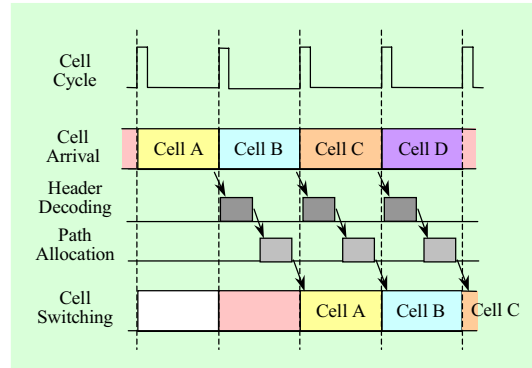 Cell
Cycle
Cell
Arrival
Cell A
Cell B
Cell C
Cell D
Header
Decoding
Path
Allocation
Cell
Switching
Cell A
Cell B
Cell C